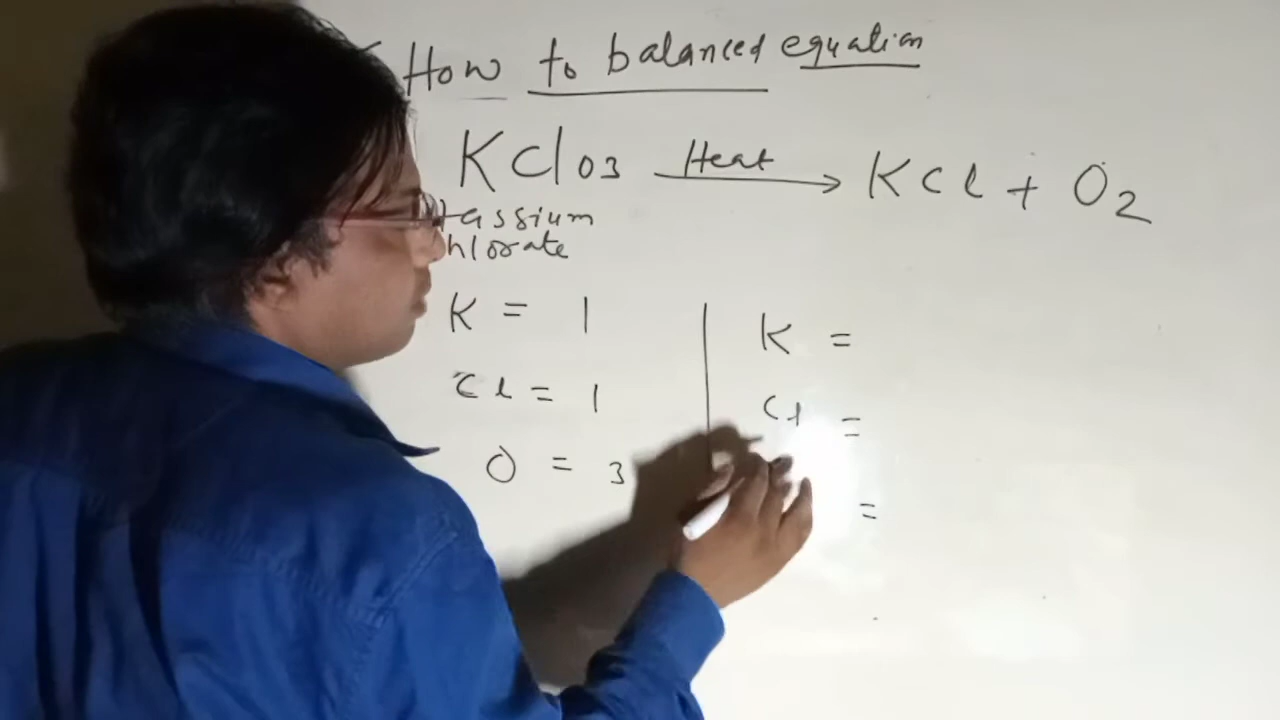 How to balanced equation
KClO3 Heat → KCl + O2
tassium
hlorate
K = 1
Cl = 1
O = 3
K =
Cl =
=